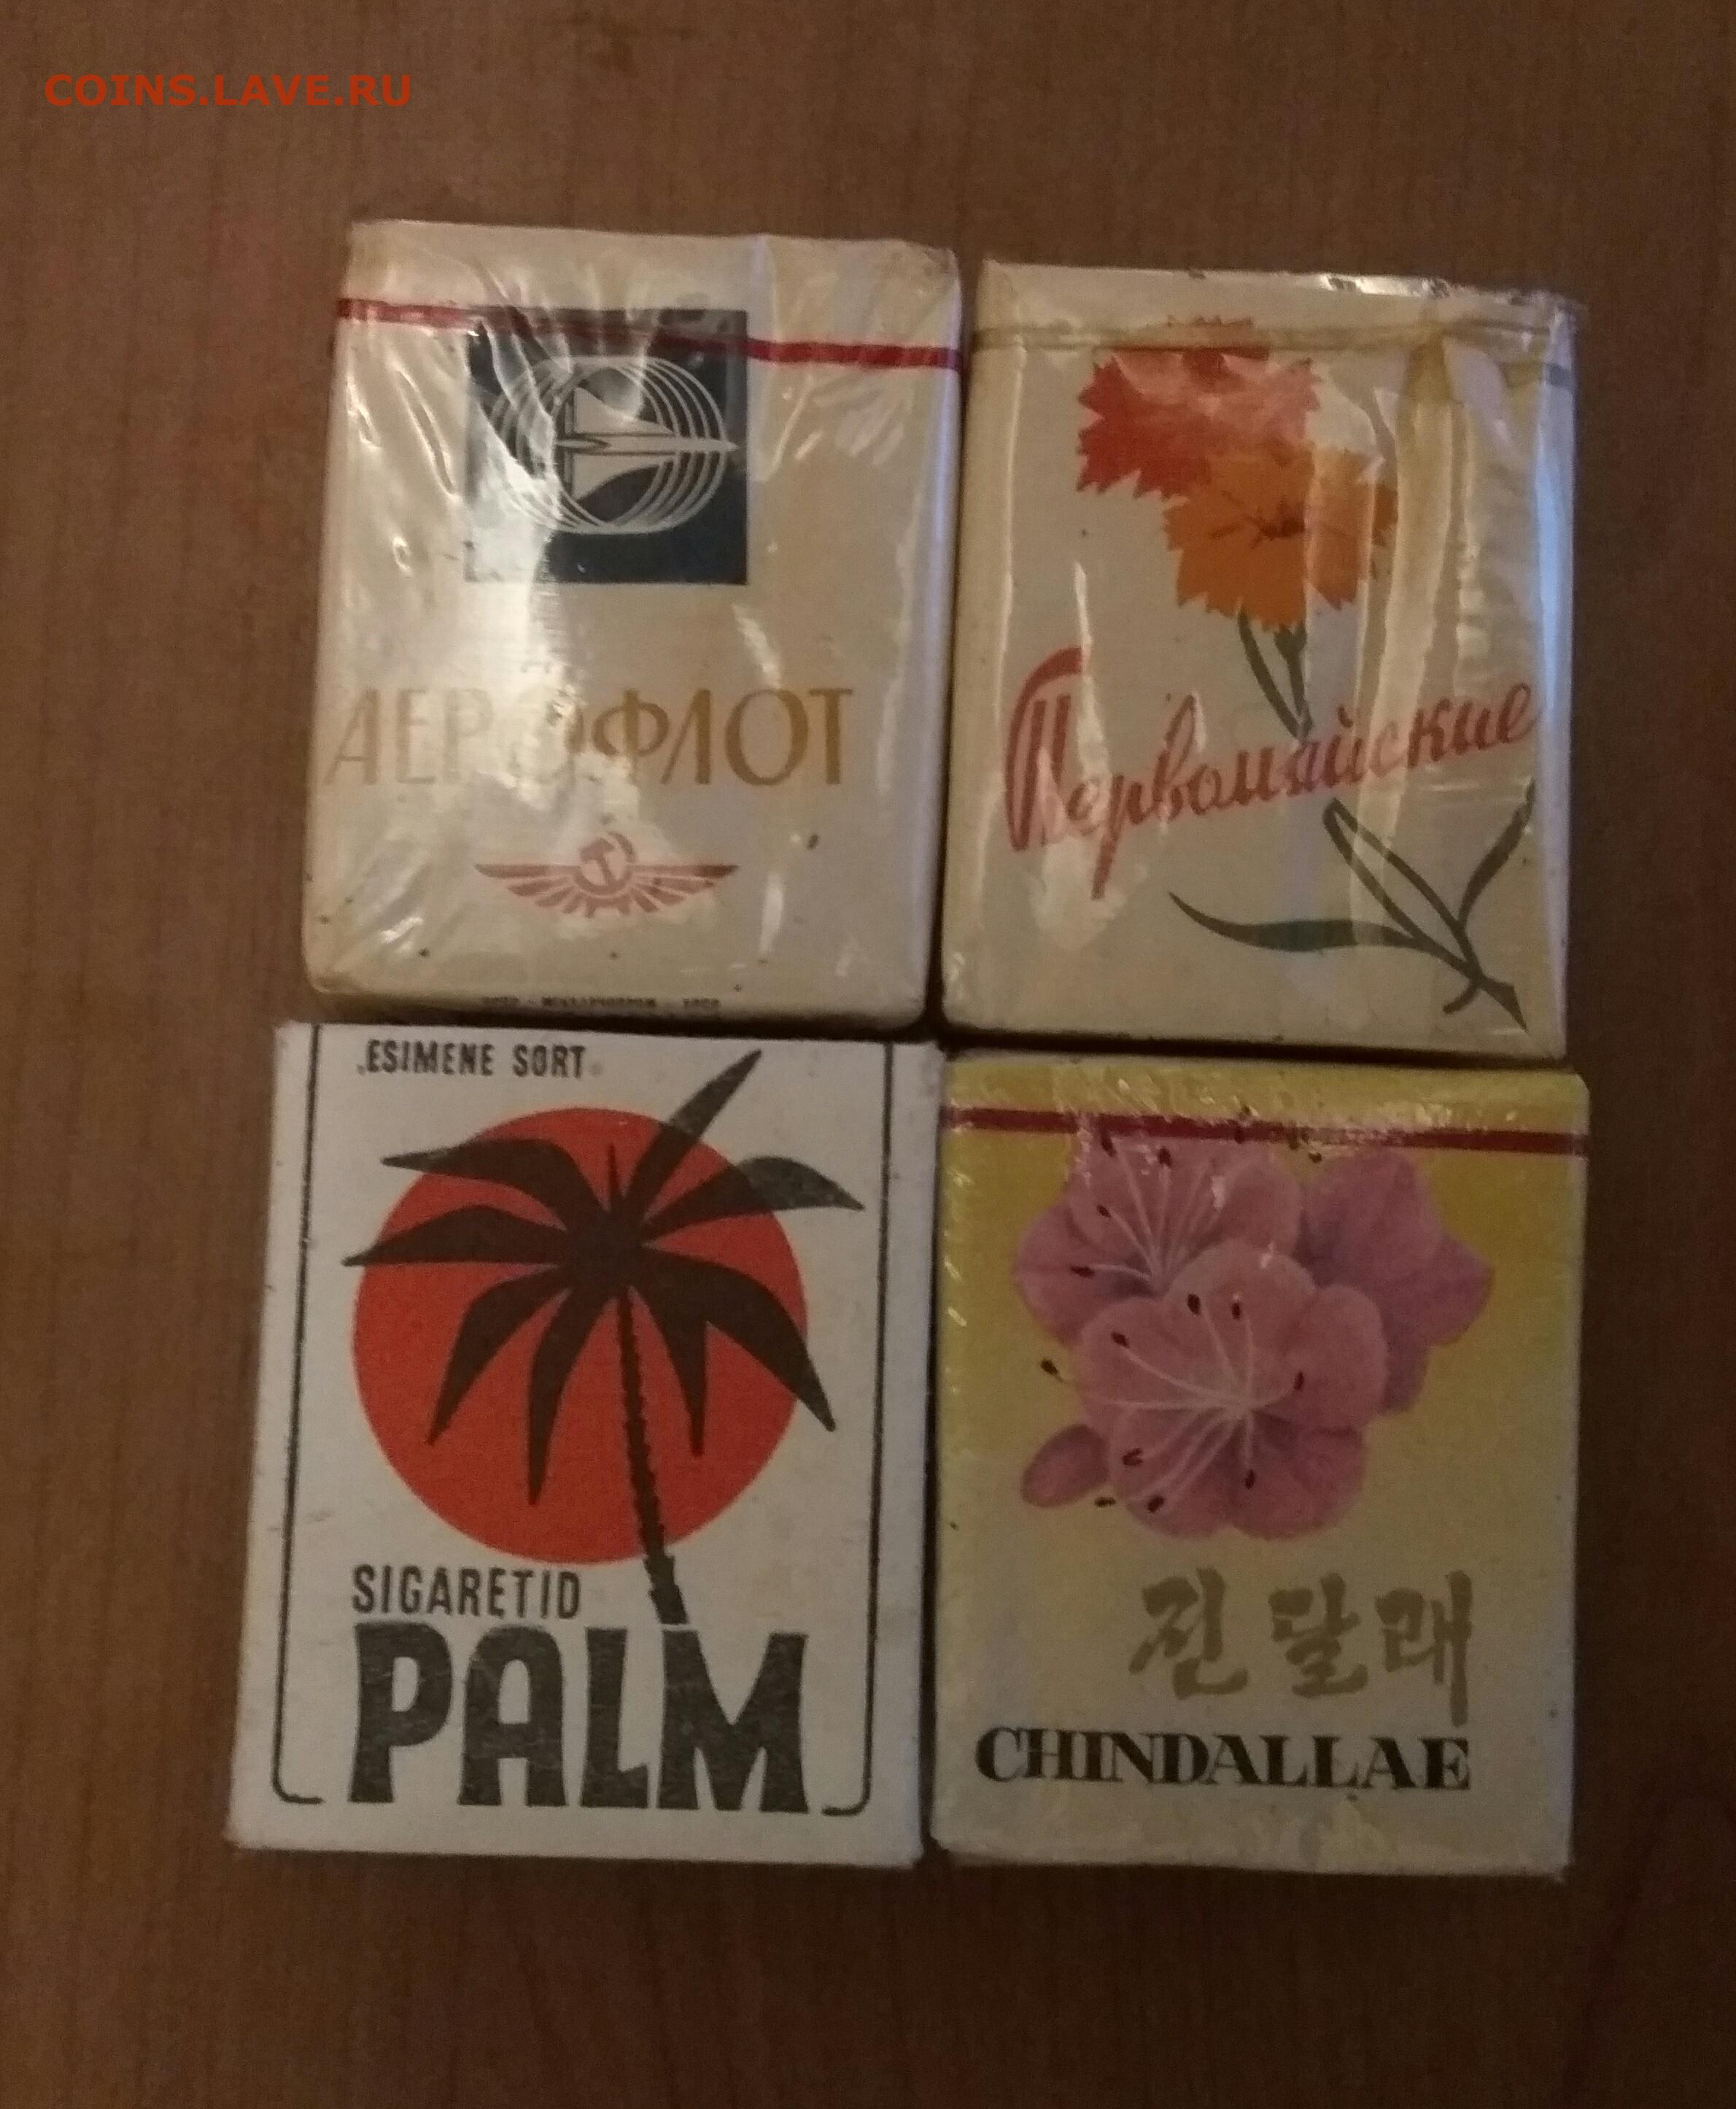 COINS.LAVE.RU
АЕРОФЛОТ
Первомайские
„ESIMENE SORT“
SIGARETID
PALM
진달래
CHINDALLAE